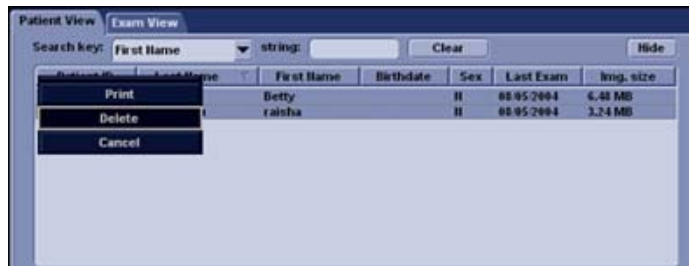 Patient View Exam View
Search key: First Name string: Clear Hide
First Name Birthdate Sex Last Exam Img. size
Print
Betty 08/05/2004 6.48 MB
Delete
raisha 08/05/2004 3.24 MB
Cancel